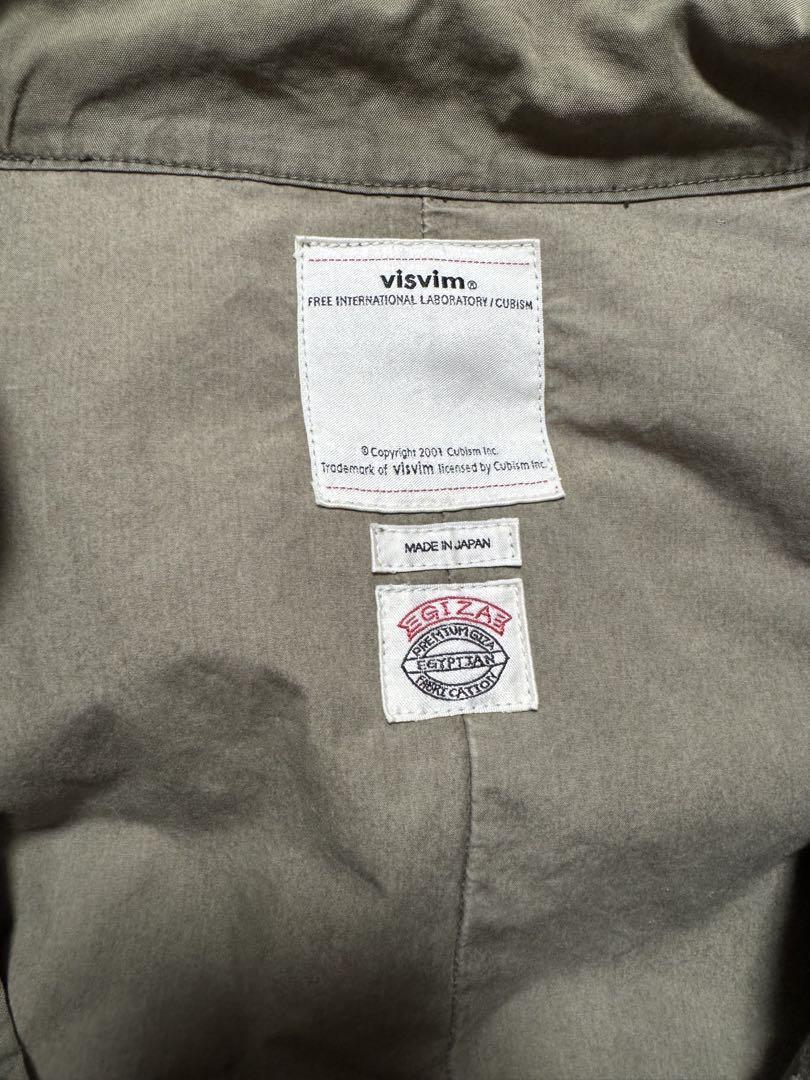 visvim®
FREE INTERNATIONAL LABORATORY / CUBISM
© Copyright 2001 Cubism Inc.
Trademark of visvim licensed by Cubism Inc.
MADE IN JAPAN
GIZA
PREMIUM GIZA
EGYPTIAN
FABRICATION